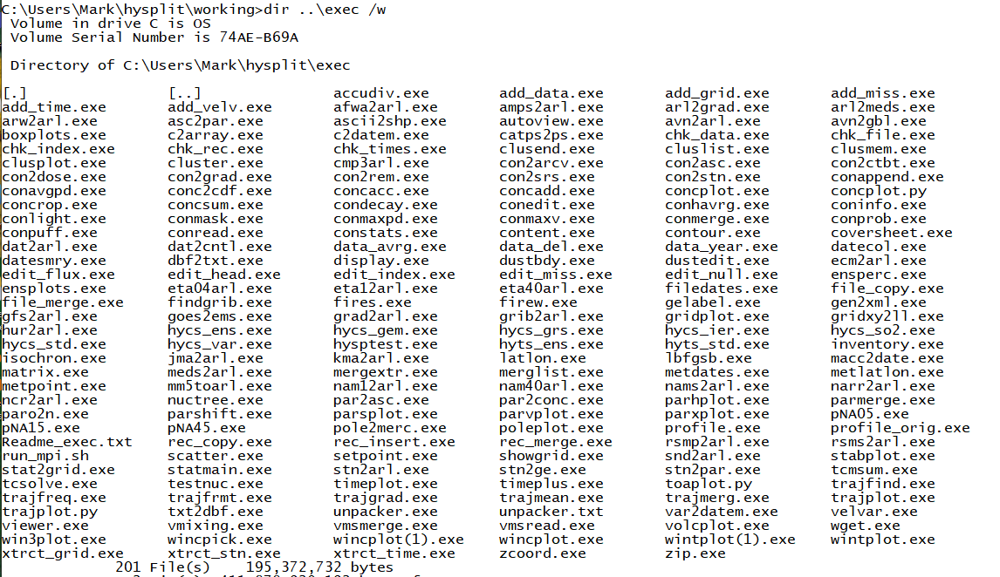 C:\Users\Mark\hysplit\working>dir ..\exec /w
Volume in drive C is OS
Volume Serial Number is 74AE-B69A
Directory of C:\Users\Mark\hysplit\exec
[.] [..] accudiv.exe add_data.exe add_grid.exe add_miss.exe
add_time.exe add_velv.exe afwa2arl.exe amps2arl.exe arl2grad.exe arl2meds.exe
arw2arl.exe asc2par.exe ascii2shp.exe autoview.exe avn2arl.exe avn2gbl.exe
boxplots.exe c2array.exe c2datem.exe catps2ps.exe chk_data.exe chk_file.exe
chk_index.exe chk_rec.exe chk_times.exe clusend.exe cluslist.exe clusmem.exe
clusplot.exe cluster.exe cmp3arl.exe con2arcv.exe con2asc.exe con2ctbt.exe
con2dose.exe con2grad.exe con2rem.exe con2srs.exe con2stn.exe conappend.exe
conavgpd.exe conc2cdf.exe concacc.exe concadd.exe concplot.exe concplot.py
concrop.exe concsum.exe condecay.exe conedit.exe conhavrg.exe coninfo.exe
conlight.exe conmask.exe conmaxpd.exe conmaxv.exe conmerge.exe conprob.exe
conpuff.exe conread.exe constats.exe content.exe contour.exe coversheet.exe
dat2arl.exe dat2cntl.exe data_avrg.exe data_del.exe data_year.exe datecol.exe
datesmry.exe dbf2txt.exe display.exe dustbdy.exe dustedit.exe ecm2arl.exe
edit_flux.exe edit_head.exe edit_index.exe edit_miss.exe edit_null.exe ensperc.exe
ensplots.exe eta04arl.exe eta12arl.exe eta40arl.exe filedates.exe file_copy.exe
file_merge.exe findgrib.exe fires.exe firew.exe gelabel.exe gen2xml.exe
gfs2arl.exe goes2ems.exe grad2arl.exe grib2arl.exe gridplot.exe gridxy2ll.exe
hur2arl.exe hycs_ens.exe hycs_gem.exe hycs_grs.exe hycs_ier.exe hycs_so2.exe
hycs_std.exe hycs_var.exe hysptest.exe hyts_ens.exe hyts_std.exe inventory.exe
isochron.exe jma2arl.exe kma2arl.exe latlon.exe lbfgsb.exe macc2date.exe
matrix.exe meds2arl.exe mergextr.exe merglist.exe metdates.exe metlatlon.exe
metpoint.exe mm5toarl.exe nam12arl.exe nam40arl.exe nams2arl.exe narr2arl.exe
ncr2arl.exe nuctree.exe par2asc.exe par2conc.exe parhplot.exe parmerge.exe
paro2n.exe parshift.exe parsplot.exe parvplot.exe parxplot.exe pNA05.exe
pNA15.exe pNA45.exe pole2merc.exe poleplot.exe profile.exe profile_orig.exe
Readme_exec.txt rec_copy.exe rec_insert.exe rec_merge.exe rsmp2arl.exe rsms2arl.exe
run_mpi.sh scatter.exe setpoint.exe showgrid.exe snd2arl.exe stabplot.exe
stat2grid.exe statmain.exe stn2arl.exe stn2ge.exe stn2par.exe tcmsum.exe
tcsolve.exe testnuc.exe timeplot.exe timeplus.exe toaplot.py trajfind.exe
trajfreq.exe trajfrmt.exe trajgrad.exe trajmean.exe trajmerg.exe trajplot.exe
trajplot.py txt2dbf.exe unpacker.exe unpacker.txt var2datem.exe velvar.exe
viewer.exe vmixing.exe vmsmerge.exe vmsread.exe volcplot.exe wget.exe
win3plot.exe wincpick.exe wincplot(1).exe wincplot.exe wintplot(1).exe wintplot.exe
xtrct_grid.exe xtrct_stn.exe xtrct_time.exe zcoord.exe zip.exe
201 File(s) 195,372,732 bytes